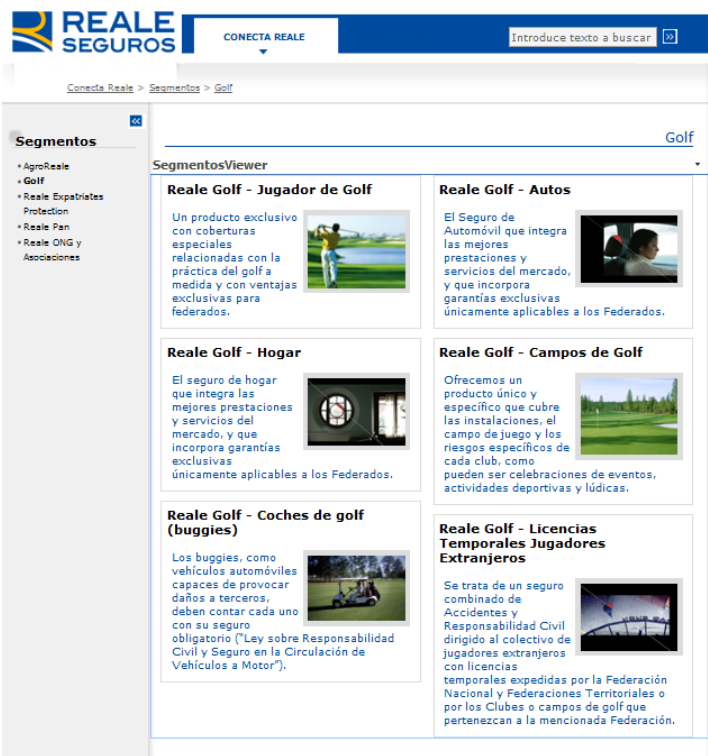 REALE
SEGUROS
CONECTA REALE
Introduce texto a buscar
Conecta Reale > Segmentos > Golf
Segmentos
AgroReale
Golf
Reale Expatriates
Protection
Reale Pan
Reale ONG y
Asociaciones
Golf
SegmentosViewer
Reale Golf - Jugador de Golf
Un producto exclusivo
con coberturas
especiales
relacionadas con la
práctica del golf a
medida y con ventajas
exclusivas para
federados.
Reale Golf - Autos
El Seguro de
Automóvil que integra
las mejores
prestaciones y
servicios del mercado,
y que incorpora
garantías exclusivas
únicamente aplicables a los Federados.
Reale Golf - Hogar
El seguro de hogar
que integra las
mejores prestaciones
y servicios del
mercado, y que
incorpora garantías
exclusivas
únicamente aplicables a los Federados.
Reale Golf - Campos de Golf
Ofrecemos un
producto único y
específico que cubre
las instalaciones, el
campo de juego y los
riesgos específicos de
cada club, como
pueden ser celebraciones de eventos,
actividades deportivas y lúdicas.
Reale Golf - Coches de golf
(buggies)
Los buggies, como
vehículos automóviles
capaces de provocar
daños a terceros,
deben contar cada uno
con su seguro
obligatorio ("Ley sobre Responsabilidad
Civil y Seguro en la Circulación de
Vehículos a Motor").
Reale Golf - Licencias
Temporales Jugadores
Extranjeros
Se trata de un seguro
combinado de
Accidentes y
Responsabilidad Civil
dirigido al colectivo de
jugadores extranjeros
con licencias
temporales expedidas por la Federación
Nacional y Federaciones Territoriales o
por los Clubes o campos de golf que
pertenezcan a la mencionada Federación.